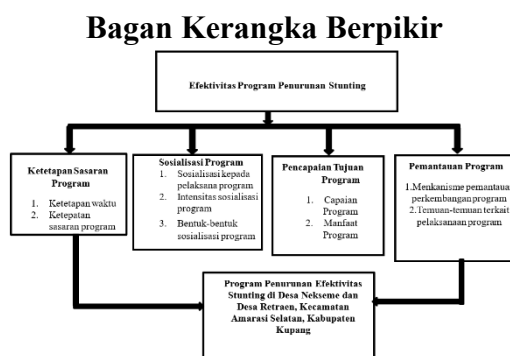 Bagan Kerangka Berpikir
Efektivitas Program Penurunan Stunting
Ketetapan Sasaran
Program
1. Ketetapan waktu
2. Ketepatan
sasaran program
Sosialisasi Program
1. Sosialisasi kepada
pelaksana program
2. Intensitas sosialisasi
program
3. Bentuk-bentuk
sosialisasi program
Pencapaian Tujuan
Program
1. Capaian
Program
2. Manfaat
Program
Pemantauan Program
1.Menkanisme pemantauan
perkembangan program
2.Temuan-temuan terkait
pelaksanaan program
Program Penurunan Efektivitas
Stunting di Desa Nekseme dan
Desa Retraen, Kecamatan
Amarasi Selatan, Kabupaten
Kupang